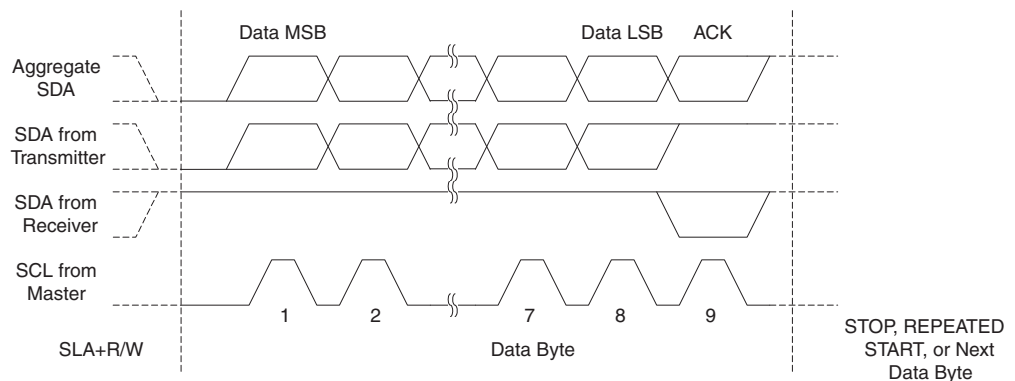 Data MSB
Data LSB
ACK
Aggregate
SDA
SDA from
Transmitter
SDA from
Receiver
SCL from
Master
1
2
7
8
9
SLA+R/W
Data Byte
STOP, REPEATED
START, or Next
Data Byte